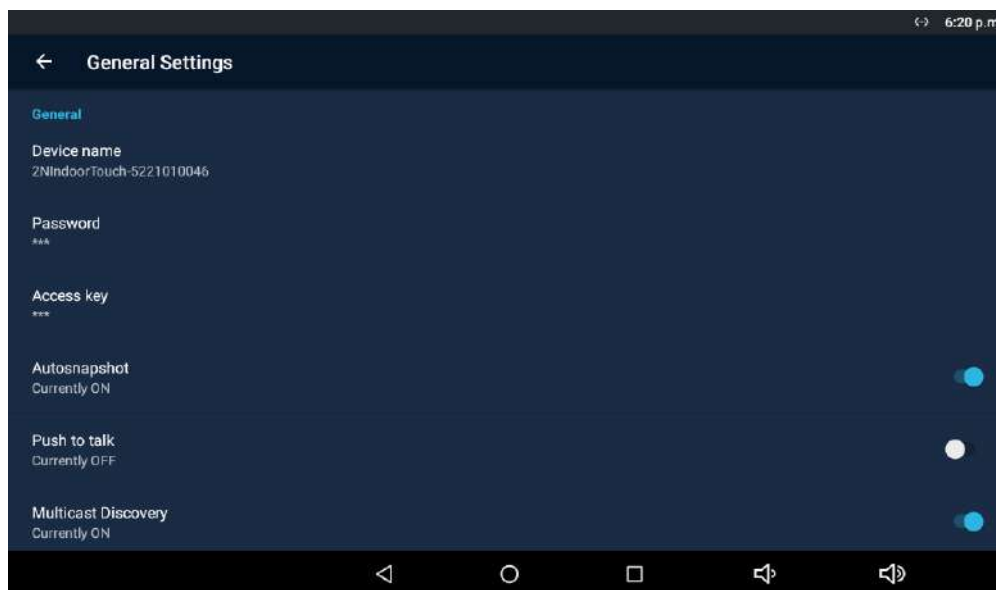 6:20 p.m
General Settings
General
Device name
2NIndoorTouch-5221010046
Password
***
Access key
***
Autosnapshot
Currently ON
Push to talk
Currently OFF
Multicast Discovery
Currently ON